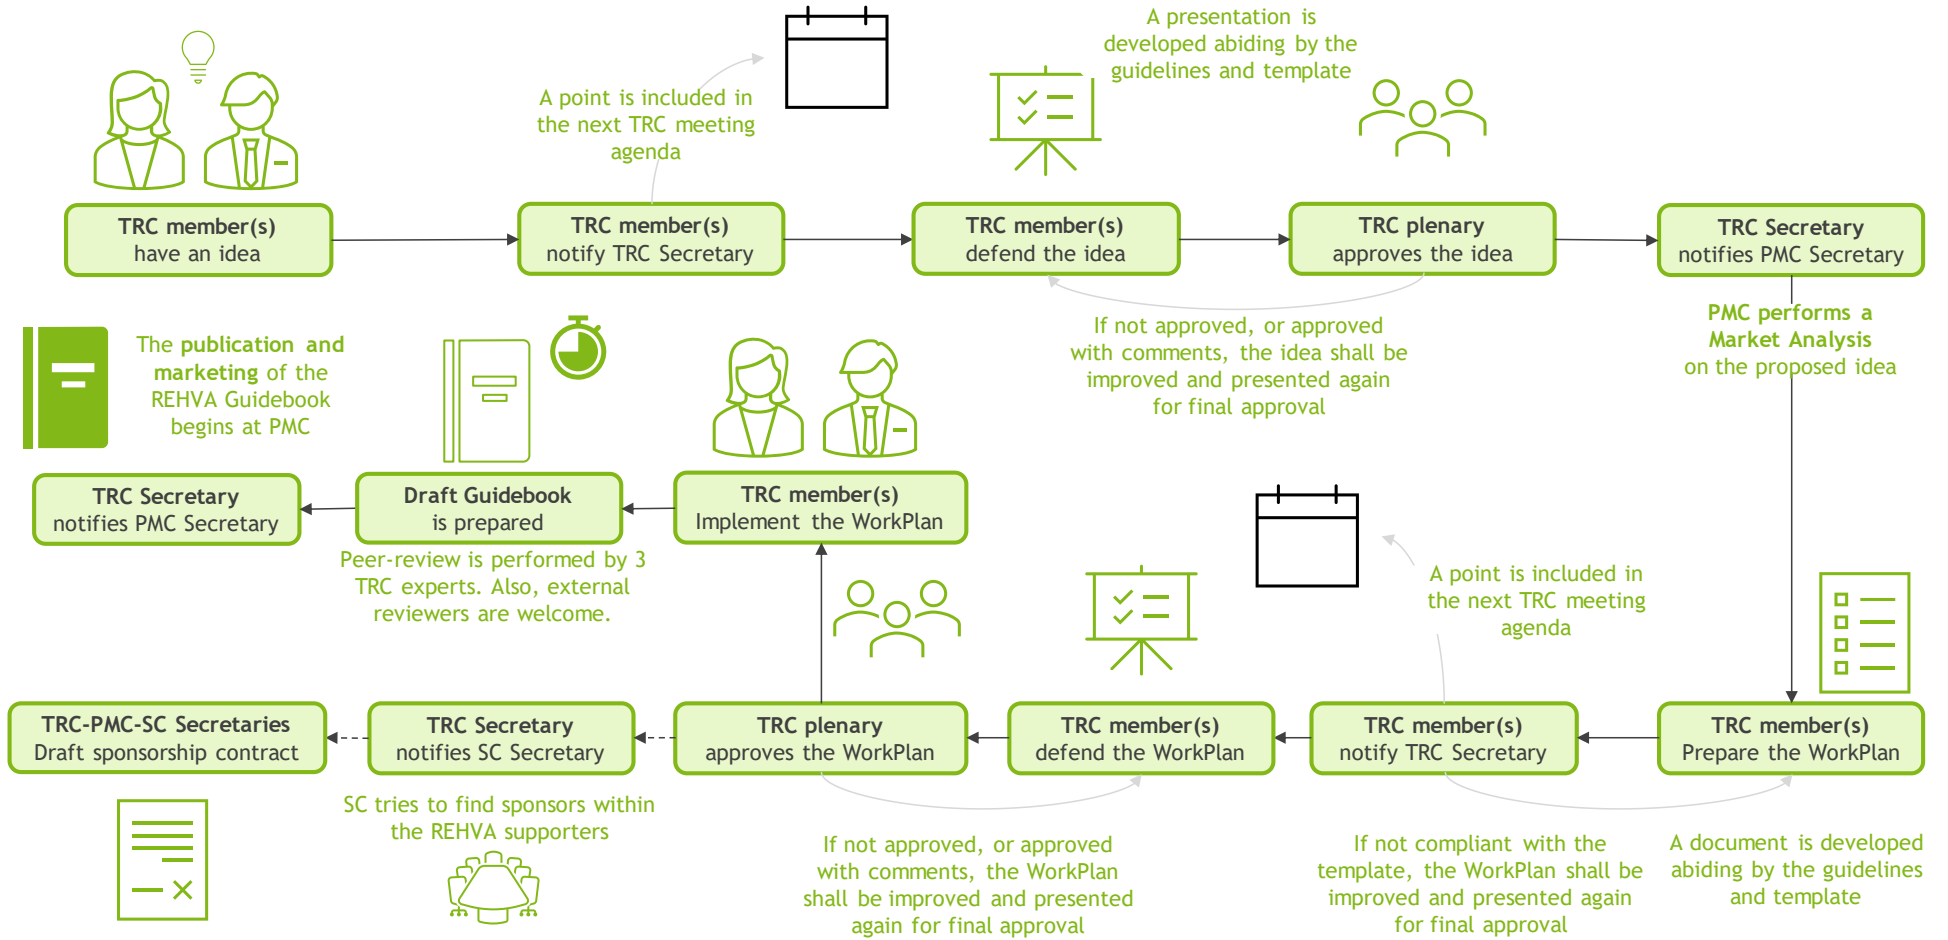 A presentation is
developed abiding by the
guidelines and template
A point is included in
the next TRC meeting
agenda
TRC member(s)
have an idea
TRC member(s)
notify TRC Secretary
TRC member(s)
defend the idea
TRC plenary
approves the idea
TRC Secretary
notifies PMC Secretary
If not approved, or approved
with comments, the idea shall be
improved and presented again
for final approval
PMC performs a
Market Analysis
on the proposed idea
The publication and
marketing of the
REHVA Guidebook
begins at PMC
TRC Secretary
notifies PMC Secretary
Draft Guidebook
is prepared
TRC member(s)
Implement the WorkPlan
Peer-review is performed by 3
TRC experts. Also, external
reviewers are welcome.
A point is included in
the next TRC meeting
agenda
TRC-PMC-SC Secretaries
Draft sponsorship contract
TRC Secretary
notifies SC Secretary
TRC plenary
approves the WorkPlan
TRC member(s)
defend the WorkPlan
TRC member(s)
notify TRC Secretary
TRC member(s)
Prepare the WorkPlan
SC tries to find sponsors within
the REHVA supporters
If not approved, or approved
with comments, the WorkPlan
shall be improved and presented
again for final approval
If not compliant with the
template, the WorkPlan shall be
improved and presented again
for final approval
A document is developed
abiding by the guidelines
and template